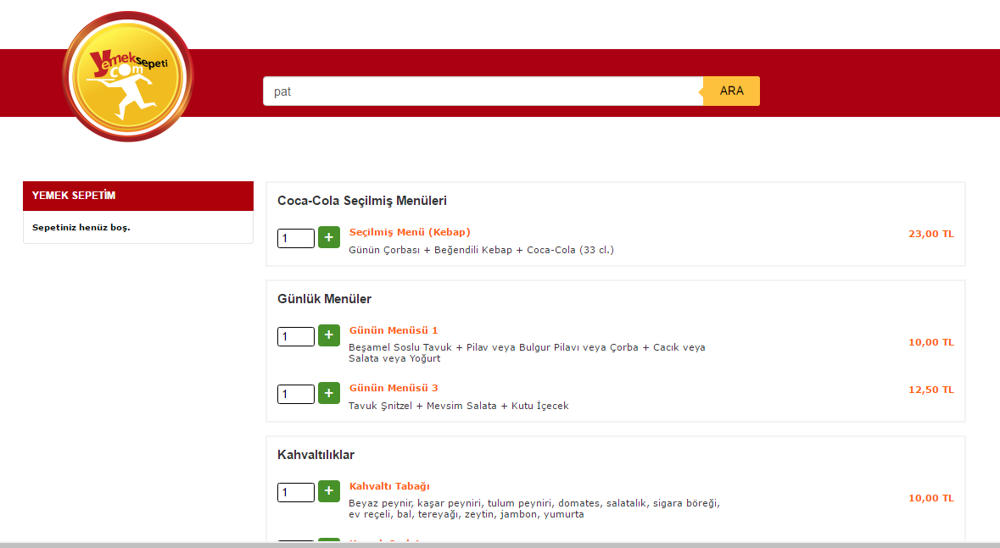 Yemeksepeti
com
pat
ARA
YEMEK SEPETİM
Sepetiniz henüz boş.
Coca-Cola Seçilmiş Menüleri
1 + Seçilmiş Menü (Kebap) 23,00 TL
Günün Çorbası + Beğendili Kebap + Coca-Cola (33 cl.)
Günlük Menüler
1 + Günün Menüsü 1
Beşamel Soslu Tavuk + Pilav veya Bulgur Pilavı veya Çorba + Cacık veya 10,00 TL
Salata veya Yoğurt
1 + Günün Menüsü 3 12,50 TL
Tavuk Şnitzel + Mevsim Salata + Kutu İçecek
Kahvaltılıklar
1 + Kahvaltı Tabağı
Beyaz peynir, kaşar peyniri, tulum peyniri, domates, salatalık, sigara böreği, 10,00 TL
ev reçeli, bal, tereyağı, zeytin, jambon, yumurta